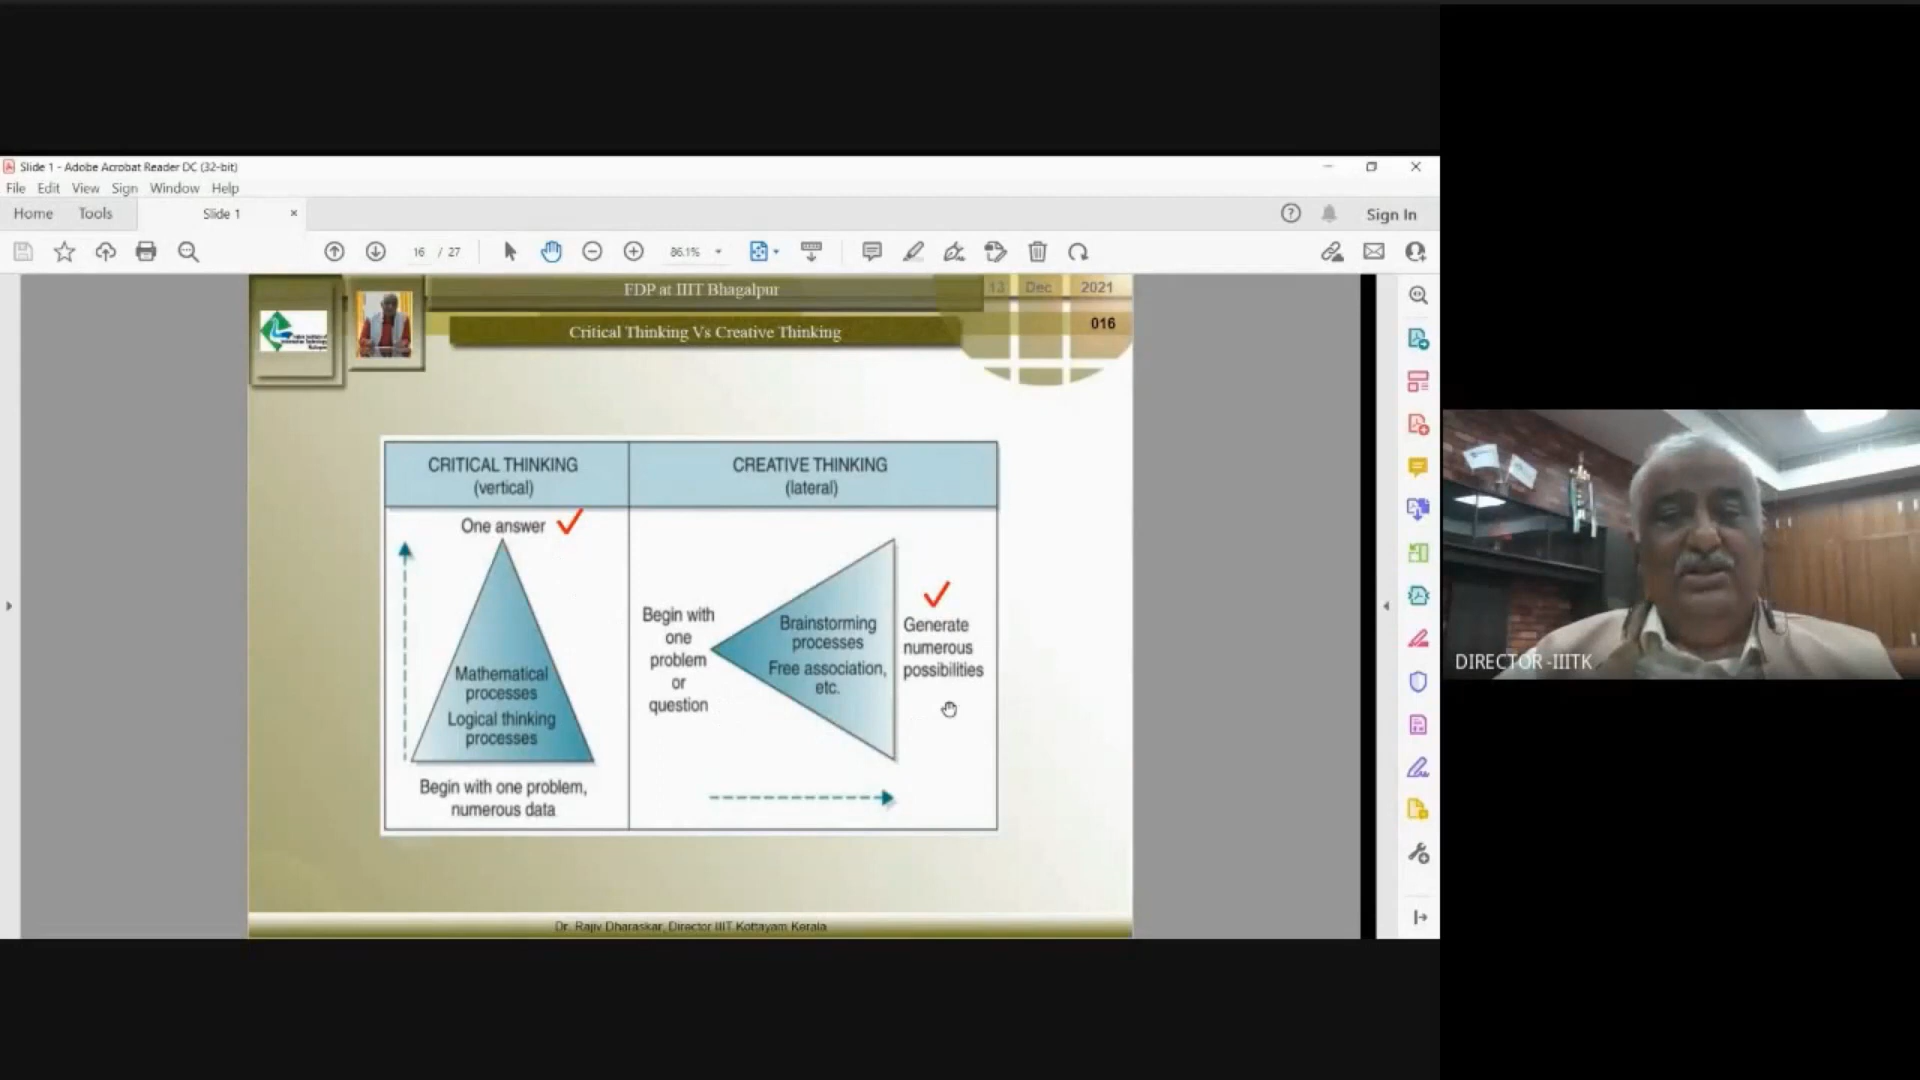 Slide 1 - Adobe Acrobat Reader DC (32-bit)
File Edit View Sign Window Help
Home Tools Slide 1
Sign In
16 / 27
86.1%
FDP at IIIT Bhagalpur
13 Dec 2021
Critical Thinking Vs Creative Thinking
016
CRITICAL THINKING
(vertical)
One answer
Mathematical
processes
Logical thinking
processes
Begin with one problem,
numerous data
CREATIVE THINKING
(lateral)
Begin with
one
problem
or
question
Brainstorming
processes
Free association,
etc.
Generate
numerous
possibilities
Dr. Rajiv Dharaskar, Director IIIT Kottayam Kerala
DIRECTOR -IIITK